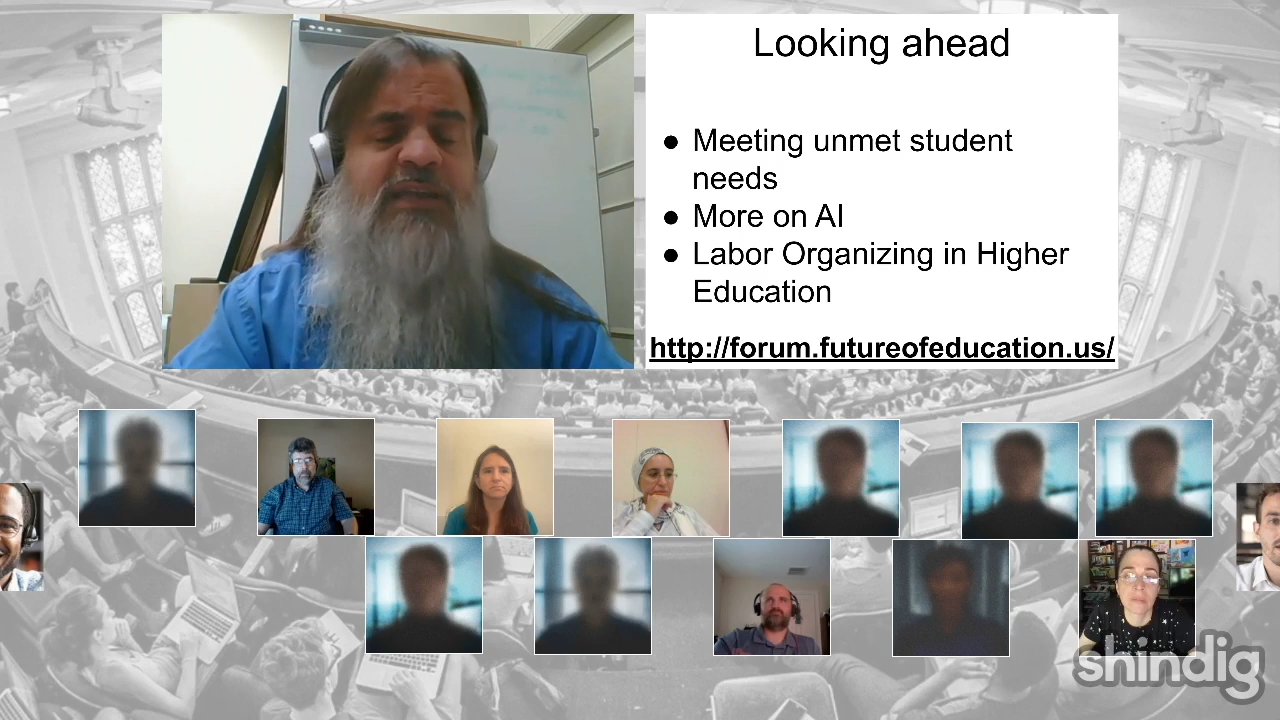 Looking ahead
● Meeting unmet student
needs
● More on AI
● Labor Organizing in Higher
Education
http://forum.futureofeducation.us/
shindig